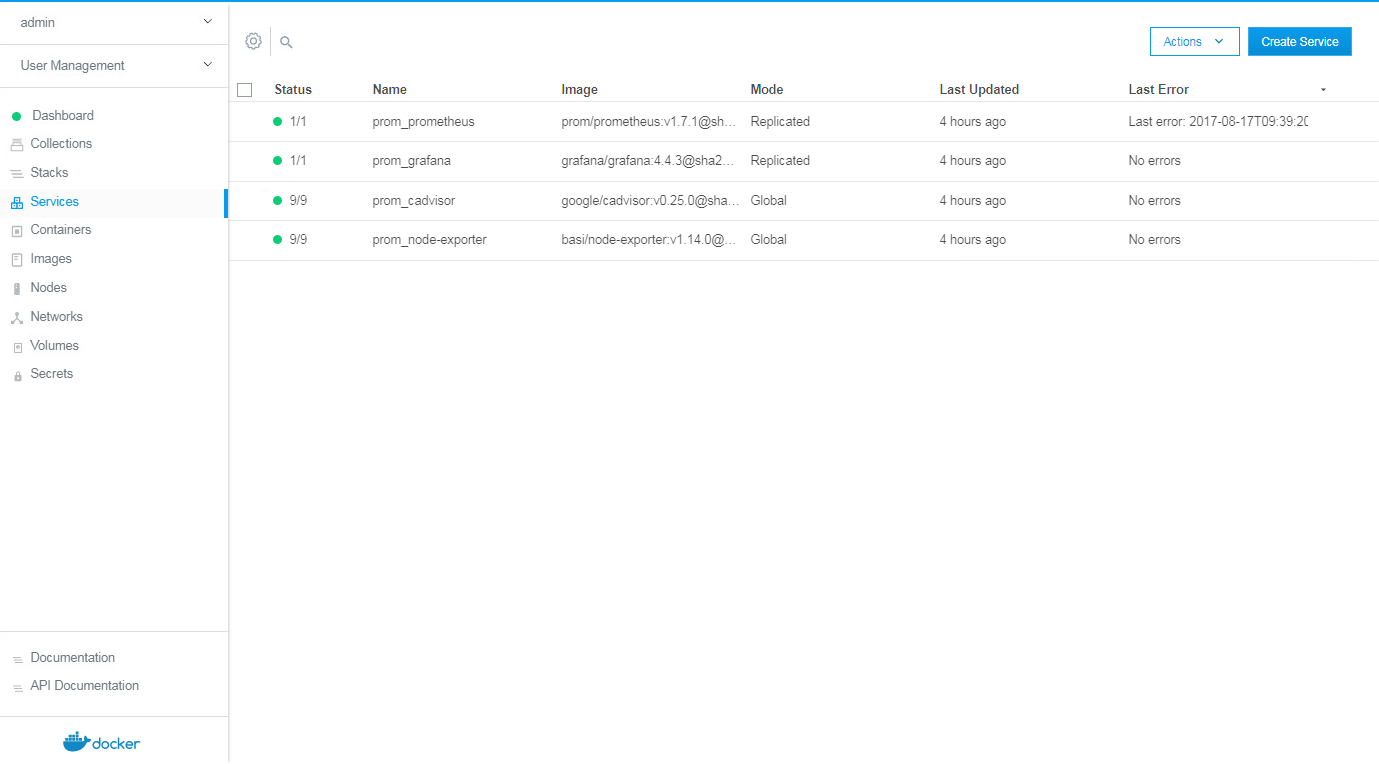 admin
User Management
Dashboard
Collections
Stacks
Services
Containers
Images
Nodes
Networks
Volumes
Secrets
Documentation
API Documentation
docker
Actions Create Service
Status Name Image Mode Last Updated Last Error
1/1 prom_prometheus prom/prometheus:v1.7.1@sha... Replicated 4 hours ago Last error: 2017-08-17T09:39:20
1/1 prom_grafana grafana/grafana:4.4.3@sha2... Replicated 4 hours ago No errors
9/9 prom_cadvisor google/cadvisor:v0.25.0@sha... Global 4 hours ago No errors
9/9 prom_node-exporter basi/node-exporter:v1.14.0@... Global 4 hours ago No errors